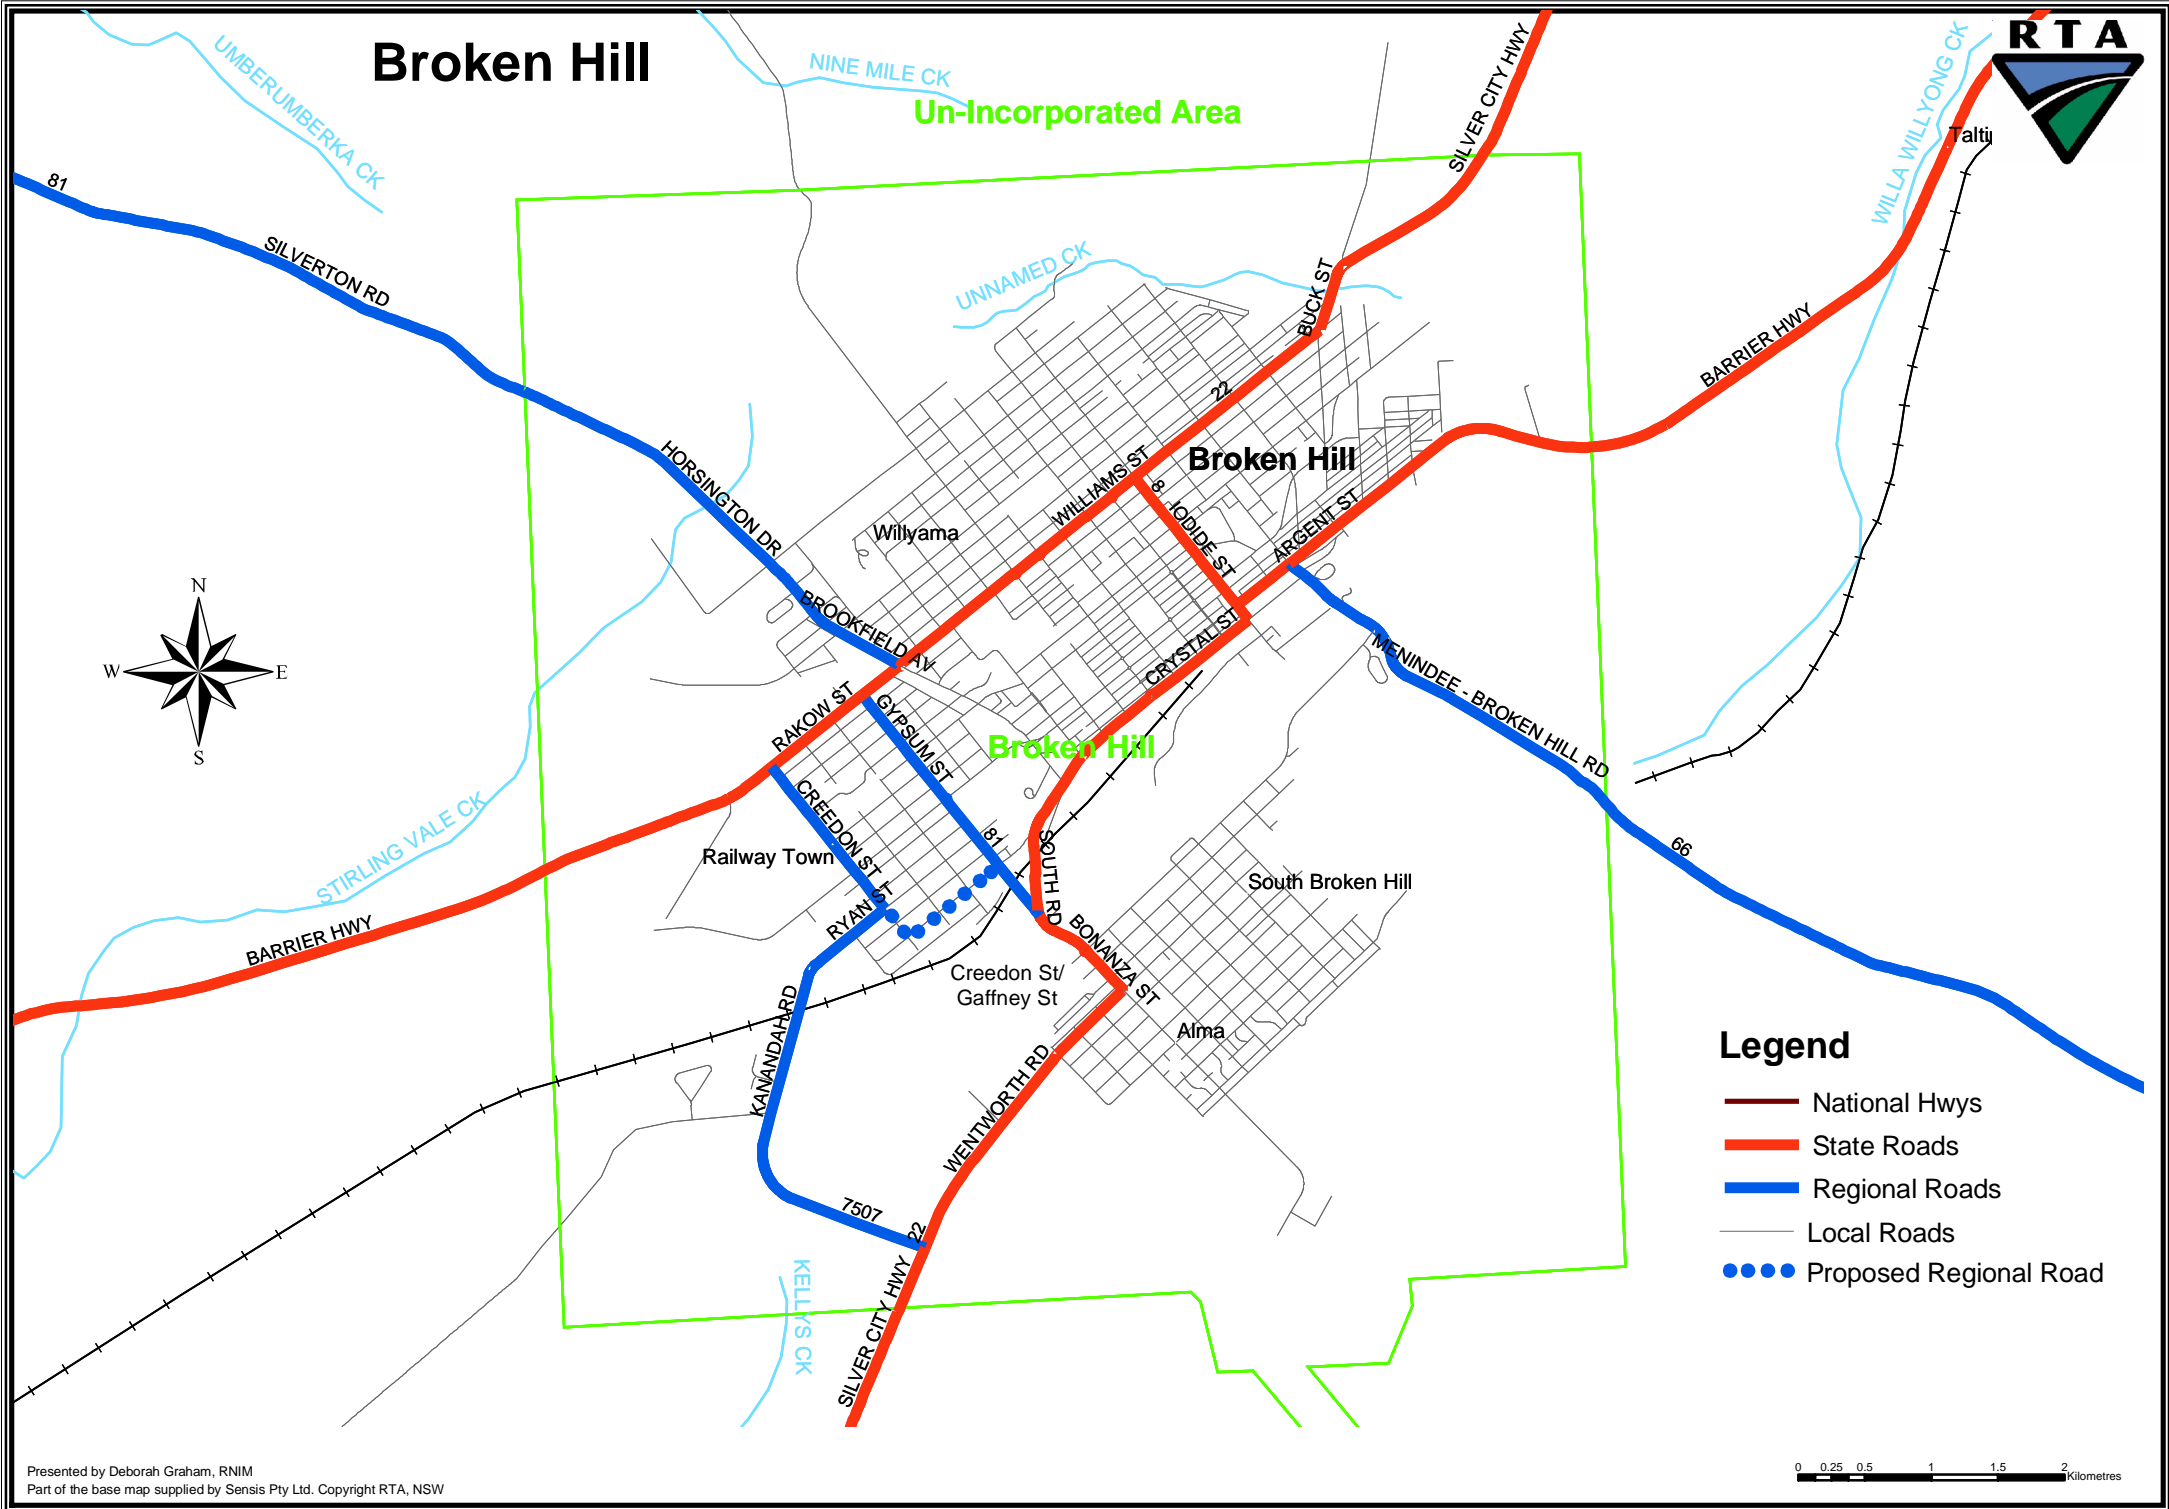 Broken Hill
RTA
UMBERUMBERKA CK
NINE MILE CK
Un-Incorporated Area
SILVER CITY HWY
WILLA WILLYONG CK
Taltin
81
SILVERTON RD
UNNAMED CK
BUCK ST
BARRIER HWY
22
HORSINGTON DR
WILLIAMS ST
Broken Hill
8
IODIDE ST
ARGENT ST
Willyama
N
W
E
S
BROOKFIELD AV
CRYSTAL ST
MENINDEE - BROKEN HILL RD
RAKOW ST
GYPSUM ST
Broken Hill
CREEDON ST
81
SOUTH RD
66
STIRLING VALE CK
Railway Town
South Broken Hill
RYAN ST
BARRIER HWY
BONANZA ST
Creedon St/
Gaffney St
Alma
KANANDAH RD
WENTWORTH RD
7507
22
KELLYS CK
SILVER CITY HWY
Legend
National Hwys
State Roads
Regional Roads
Local Roads
Proposed Regional Road
Presented by Deborah Graham, RNIM
Part of the base map supplied by Sensis Pty Ltd. Copyright RTA, NSW
0 0.25 0.5 1 1.5 2
Kilometres